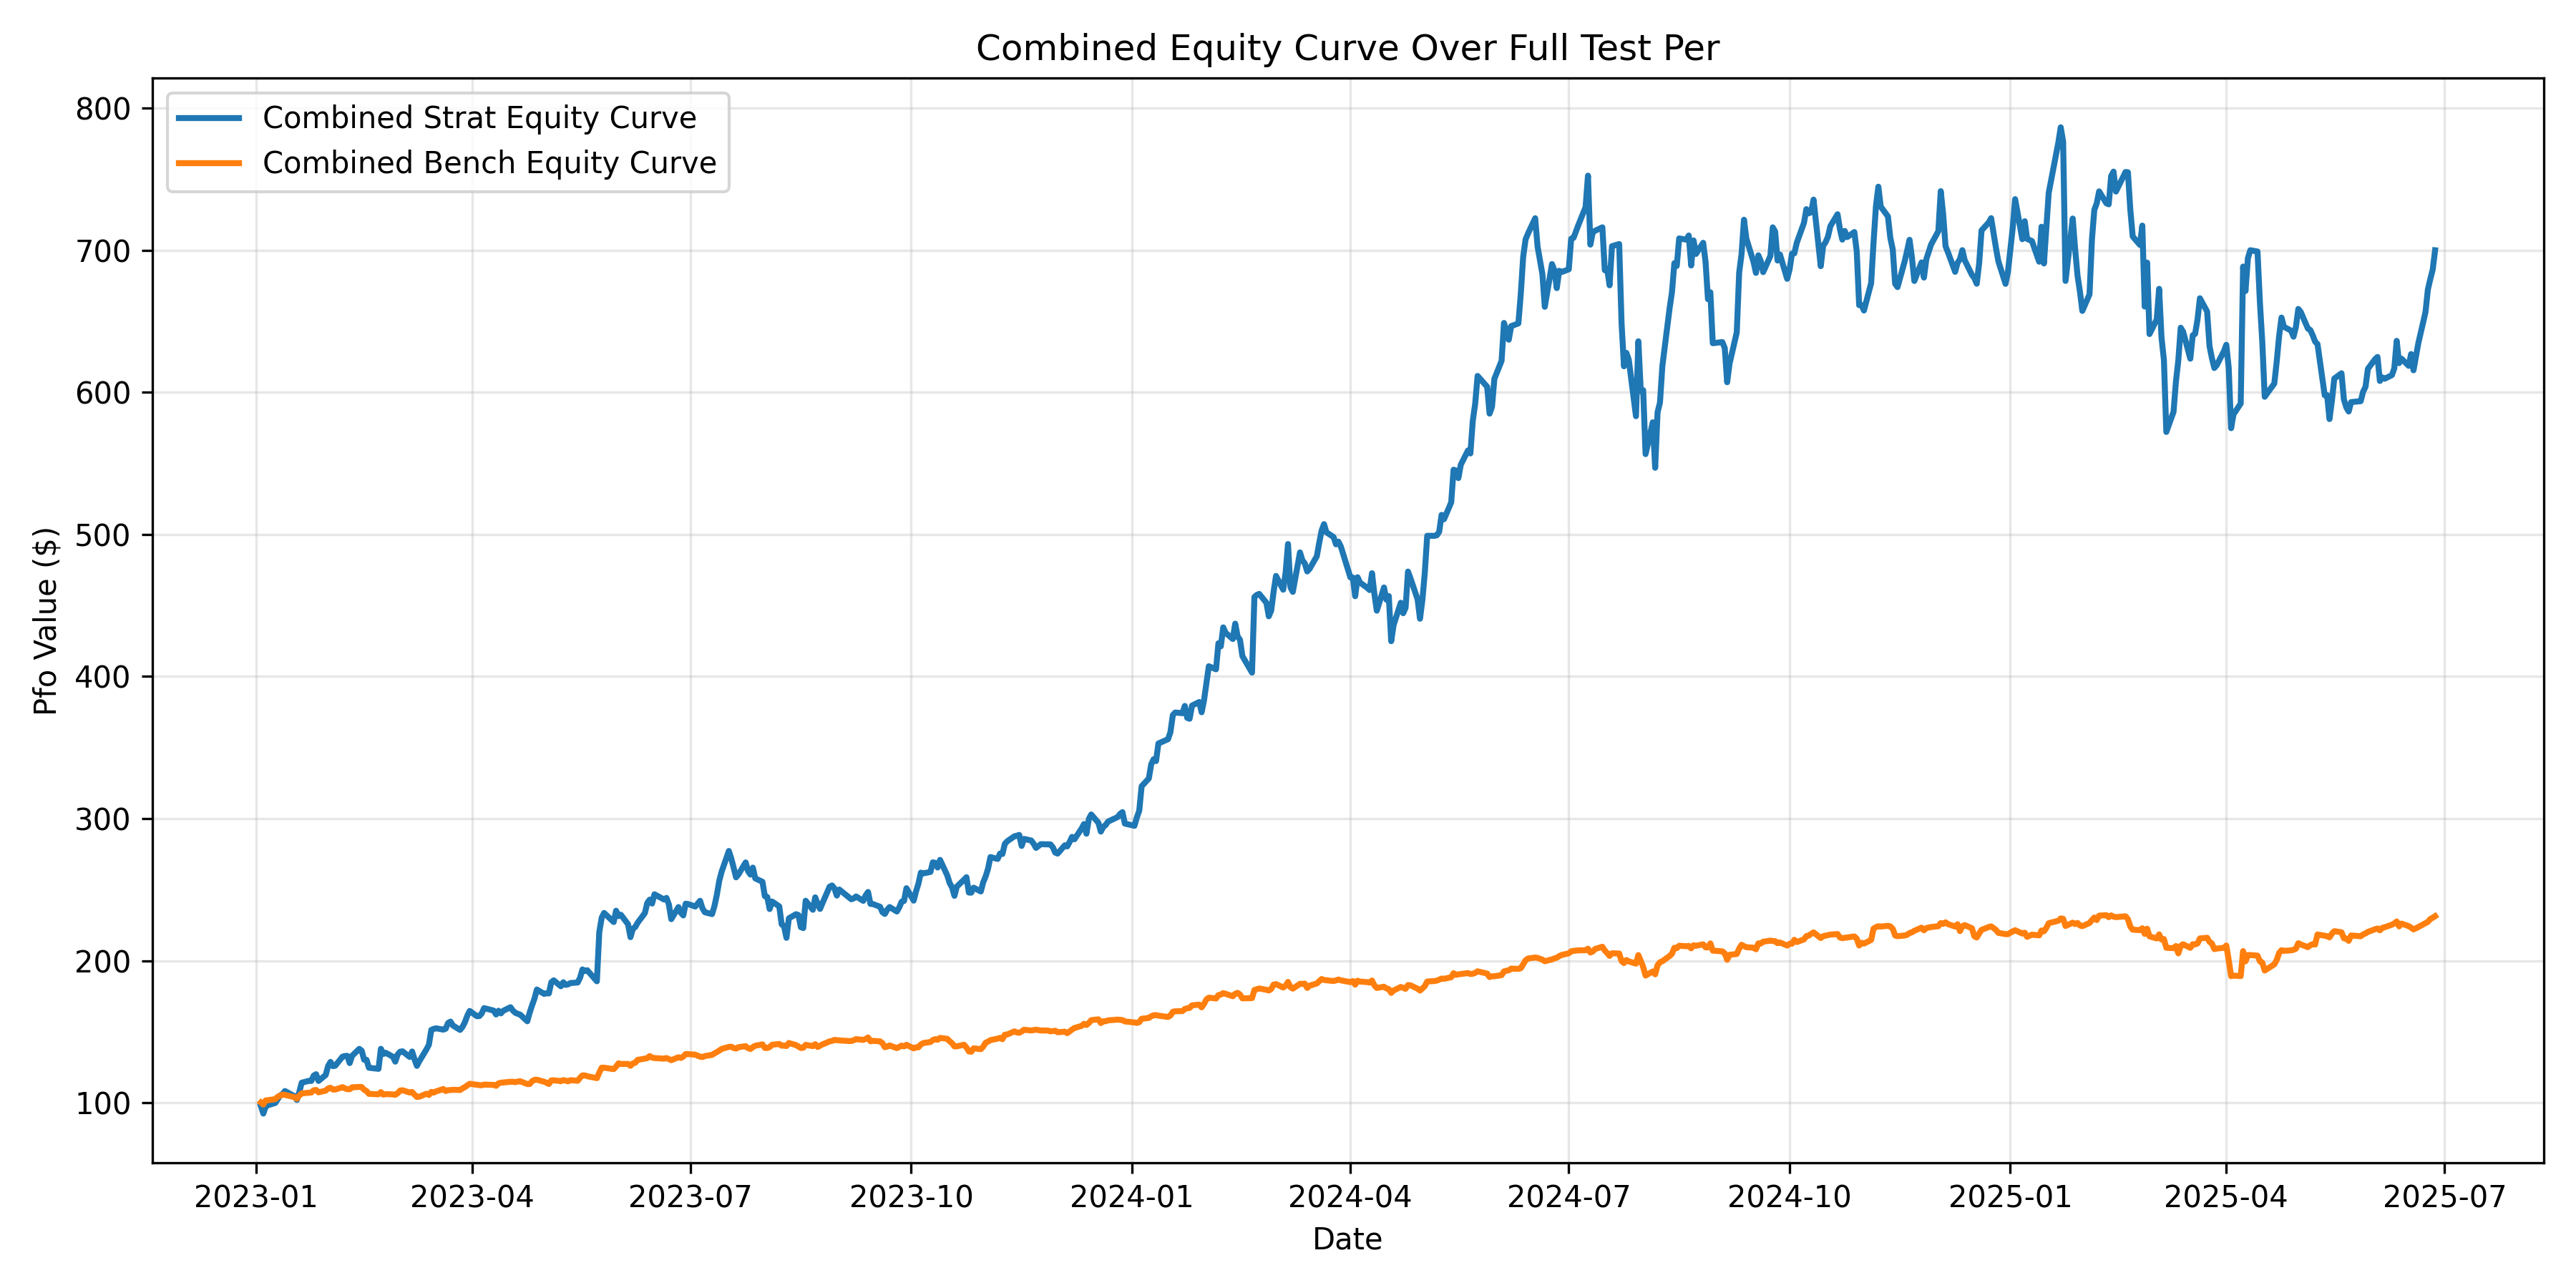 Combined Equity Curve Over Full Test Per
Combined Strat Equity Curve
Combined Bench Equity Curve
Pfo Value ($)
800
700
600
500
400
300
200
100
2023-01 2023-04 2023-07 2023-10 2024-01 2024-04 2024-07 2024-10 2025-01 2025-04 2025-07
Date